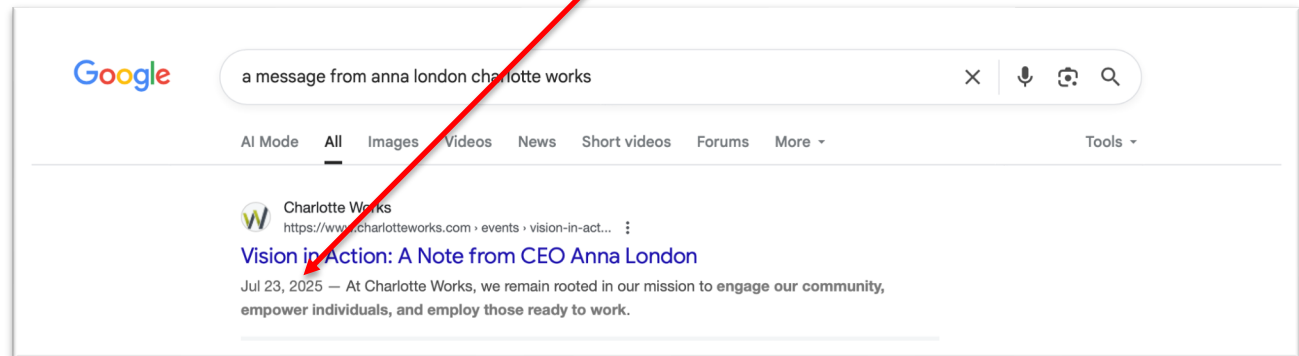 Google
a message from anna london charlotte works
AI Mode All Images Videos News Short videos Forums More Tools
Charlotte Works
https://www.charlotteworks.com › events › vision-in-act...
Vision in Action: A Note from CEO Anna London
Jul 23, 2025 — At Charlotte Works, we remain rooted in our mission to engage our community,
empower individuals, and employ those ready to work.